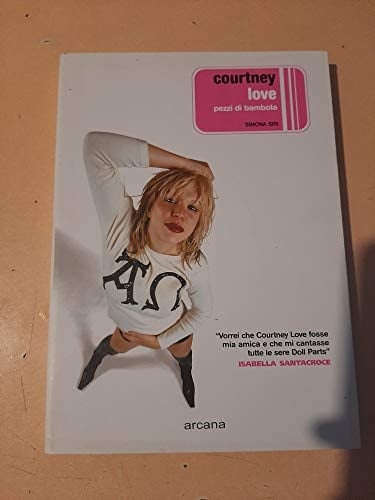 courtney
love
pezzi di bambola
SIMONA SIRI
ΑΩ
"Vorrei che Courtney Love fosse
mia amica e che mi cantasse
tutte le sere Doll Parts"
ISABELLA SANTACROCE
arcana